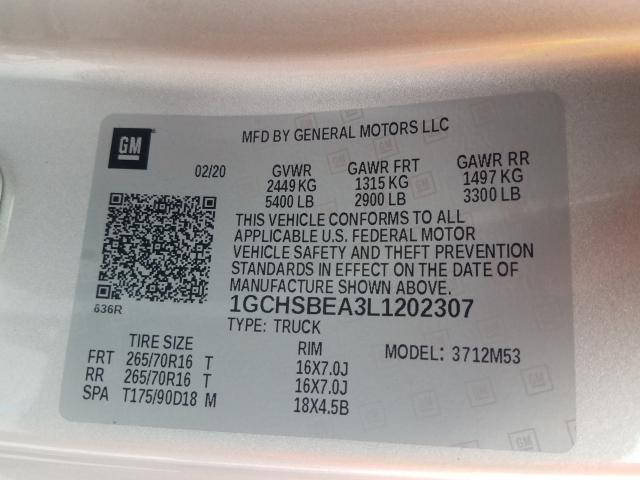 GM
MFD BY GENERAL MOTORS LLC
02/20 GVWR GAWR FRT GAWR RR
2449 KG 1315 KG 1497 KG
5400 LB 2900 LB 3300 LB
THIS VEHICLE CONFORMS TO ALL
APPLICABLE U.S. FEDERAL MOTOR
VEHICLE SAFETY AND THEFT PREVENTION
STANDARDS IN EFFECT ON THE DATE OF
MANUFACTURE SHOWN ABOVE.
636R
1GCHSBEA3L1202307
TYPE: TRUCK
TIRE SIZE RIM MODEL: 3712M53
FRT 265/70R16 T 16X7.0J
RR 265/70R16 T 16X7.0J
SPA T175/90D18 M 18X4.5B